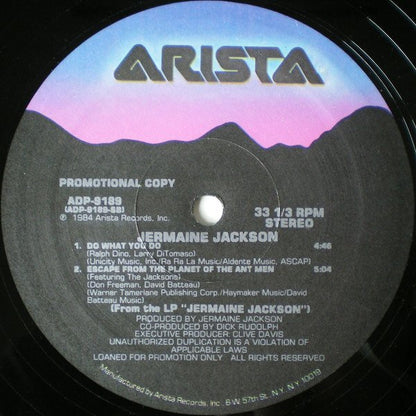 ARISTA
PROMOTIONAL COPY
ADP-9189
(ADP-9189-SB)
℗ 1984 Arista Records, Inc.
33 1/3 RPM
STEREO
JERMAINE JACKSON
1. DO WHAT YOU DO 4:46
(Ralph Dino, Larry DiTomaso)
(Unicity Music, Inc./Ra Ra La Music/Aldente Music, ASCAP)
2. ESCAPE FROM THE PLANET OF THE ANT MEN 5:04
(Featuring The Jacksons)
(Don Freeman, David Batteau)
(Warner Tamerlane Publishing Corp./Haymaker Music/David
Batteau Music)
(From the LP "JERMAINE JACKSON")
PRODUCED BY JERMAINE JACKSON
CO-PRODUCED BY DICK RUDOLPH
EXECUTIVE PRODUCER: CLIVE DAVIS
UNAUTHORIZED DUPLICATION IS A VIOLATION OF
APPLICABLE LAWS
LOANED FOR PROMOTION ONLY ALL RIGHTS RESERVED
Manufactured by Arista Records, Inc. 6 W 57th St., N.Y., N.Y. 10019